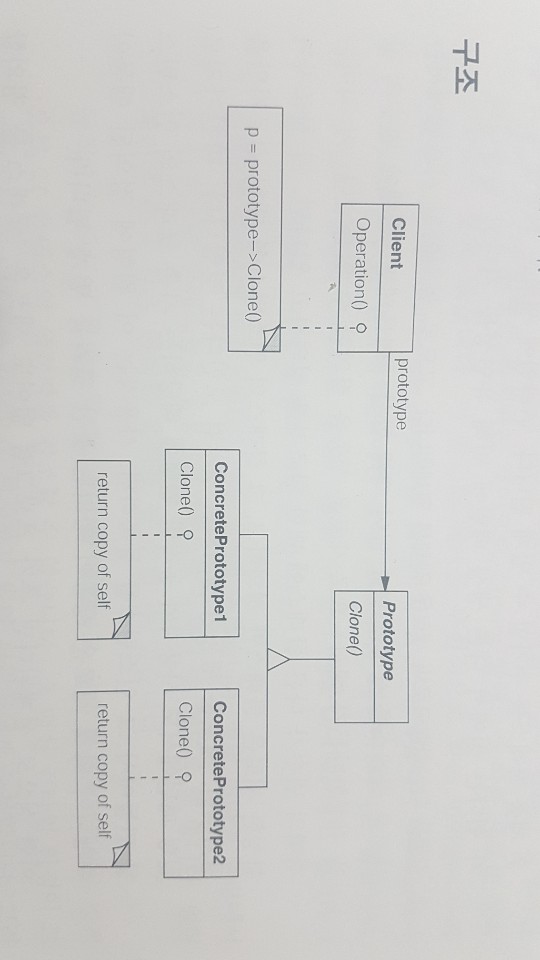 구조
Client
Operation()
prototype
Prototype
Clone()
p = prototype->Clone()
ConcretePrototype1
Clone()
return copy of self
ConcretePrototype2
Clone()
return copy of self